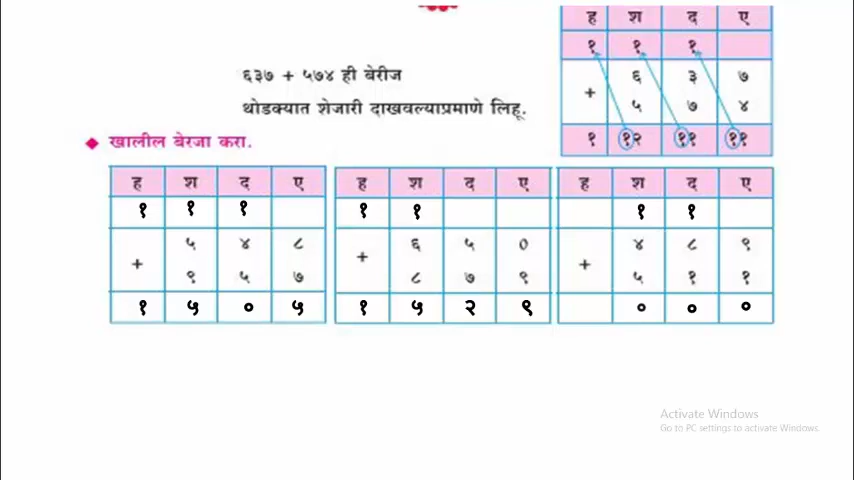 ह श द ए
१ १ १
६३७ + ५७४ ही बेरीज
६ ३ ७
थोडक्यात शेजारी दाखवल्याप्रमाणे लिहू.
+ ५ ७ ४
१ १२ ११ ११
◆ खालील बेरजा करा.
ह श द ए
१ १ १
५ ४ ८
+ ९ ५ ७
१ ५ ० ५
ह श द ए
१ १
६ ५ ०
+ ८ ७ ९
१ ५ २ ९
ह श द ए
१ १
४ ८ ९
+ ५ १ १
० ० ०
Activate Windows
Go to PC settings to activate Windows.